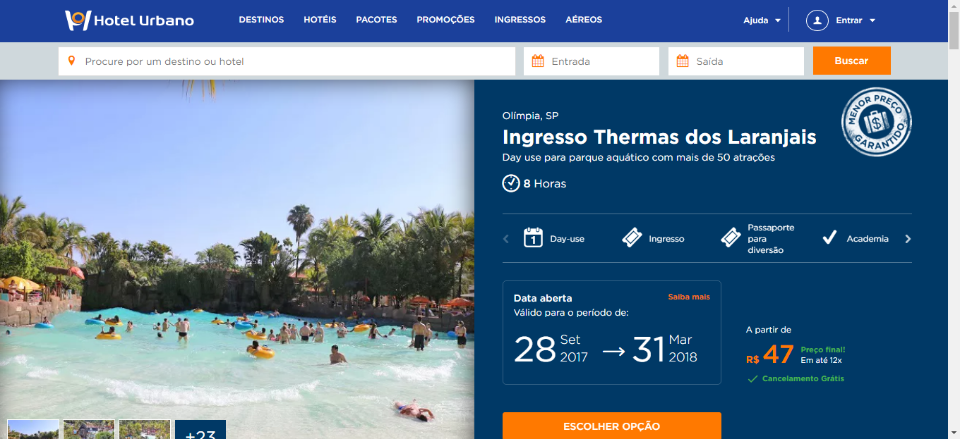 Hotel Urbano
DESTINOS HOTÉIS PACOTES PROMOÇÕES INGRESSOS AÉREOS
Ajuda Entrar
Procure por um destino ou hotel
Entrada
Saída
Buscar
MENOR PREÇO
$
GARANTIDO
Olímpia, SP
Ingresso Thermas dos Laranjais
Day use para parque aquático com mais de 50 atrações
8 Horas
1 Day-use
Ingresso
Passaporte
para
diversão
Academia
Data aberta Saiba mais
Válido para o período de:
28 Set 2017 → 31 Mar 2018
A partir de
R$ 47
Preço final!!
Em até 12x
Cancelamento Grátis
ESCOLHER OPÇÃO
+23